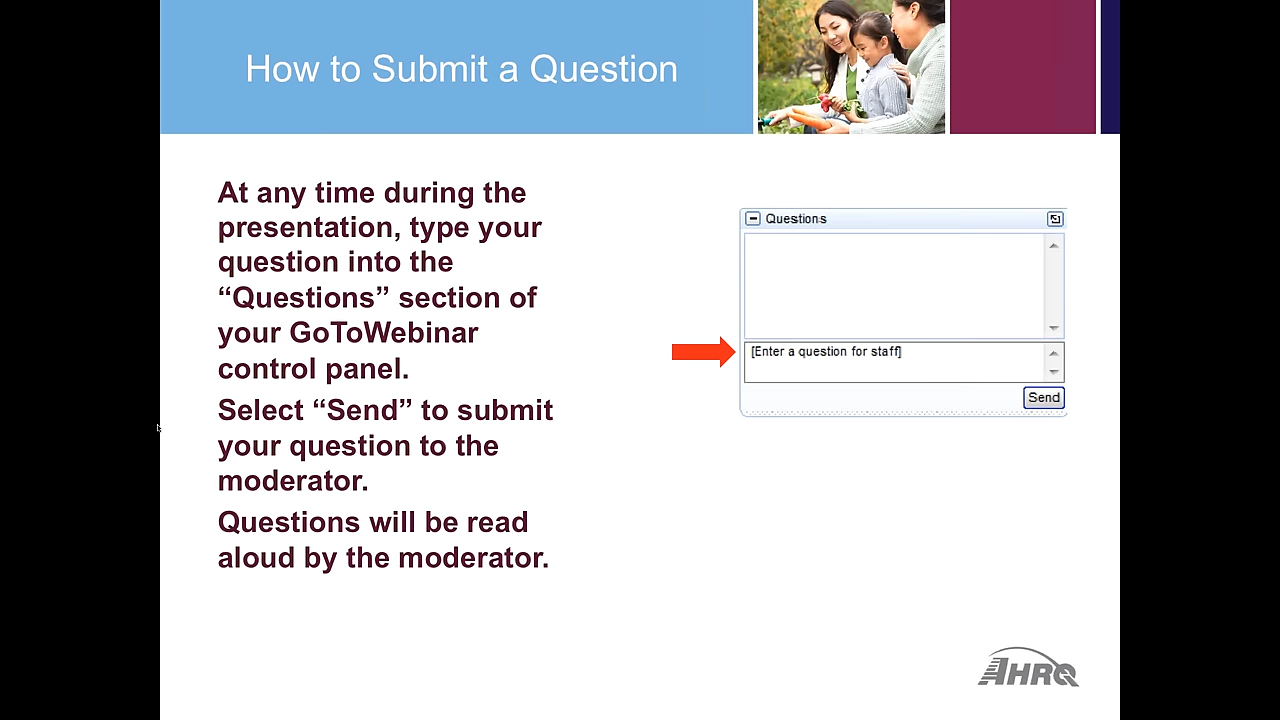 How to Submit a Question
At any time during the
presentation, type your
question into the
“Questions” section of
your GoToWebinar
control panel.
Select “Send” to submit
your question to the
moderator.
Questions will be read
aloud by the moderator.
Questions
[Enter a question for staff]
Send
AHRQ